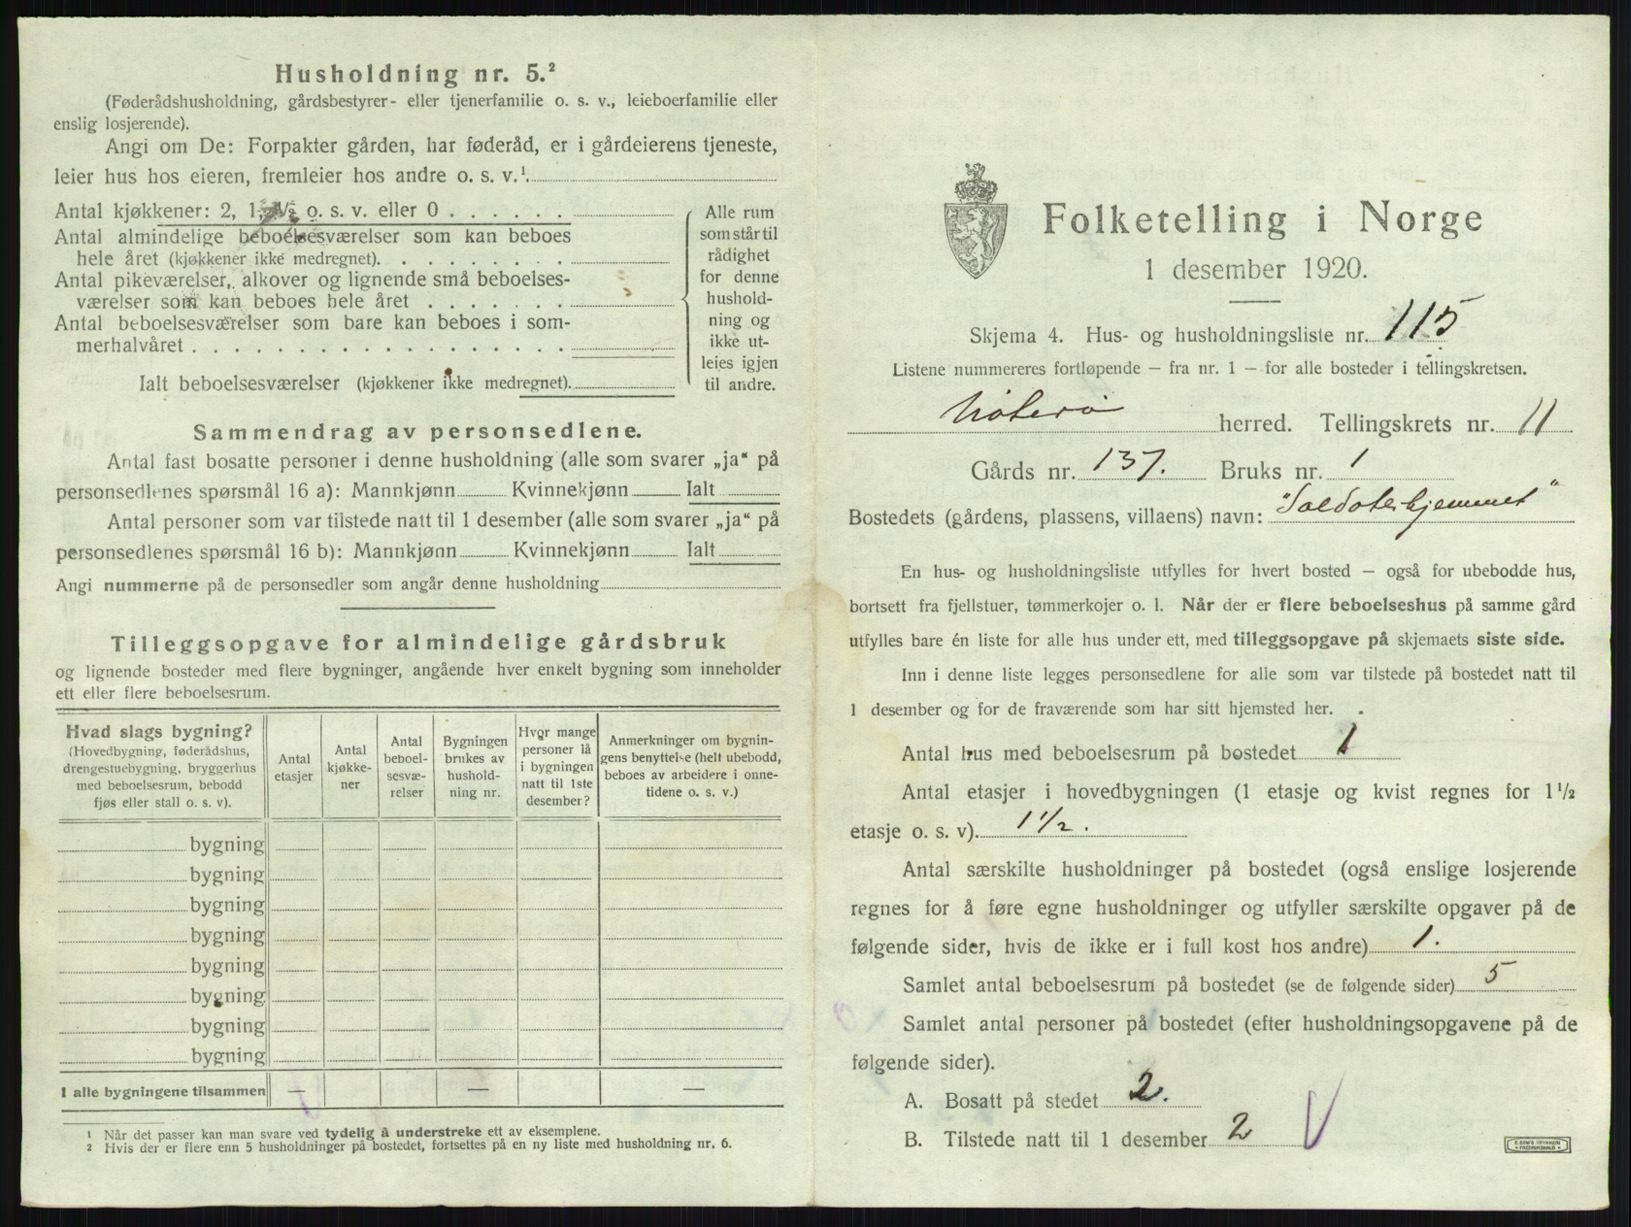 Husholdning nr. 5.²
(Føderådshusholdning, gårdsbestyrer- eller tjenerfamilie o. s. v., leieboerfamilie eller
enslig losjerende).
Angi om De: Forpakter gården, har føderåd, er i gårdeierens tjeneste,
leier hus hos eieren, fremleier hos andre o. s. v.¹.
Antal kjøkkener: 2, 1, ½ o. s. v. eller 0 . . . . . .
Antal almindelige beboelsesværelser som kan beboes
hele året (kjøkkener ikke medregnet). . . . . . . . .
Antal pikeværelser, alkover og lignende små beboelses-
værelser som kan beboes hele året . . . . . . .
Antal beboelsesværelser som bare kan beboes i som-
merhalvåret . . . . . . . . . . . . . . . . . .
Ialt beboelsesværelser (kjøkkener ikke medregnet).
Alle rum
som står til
rådighet
for denne
hushold-
ning og
ikke ut-
leies igjen
til andre.
Sammendrag av personsedlene.
Antal fast bosatte personer i denne husholdning (alle som svarer „ja“ på
personsedlenes spørsmål 16 a): Mannkjønn Kvinnekjønn Ialt
Antal personer som var tilstede natt til 1 desember (alle som svarer „ja“ på
personsedlenes spørsmål 16 b): Mannkjønn Kvinnekjønn Ialt
Angi nummerne på de personsedler som angår denne husholdning
Tilleggsopgave for almindelige gårdsbruk
og lignende bosteder med flere bygninger, angående hver enkelt bygning som inneholder
ett eller flere beboelsesrum.
Hvad slags bygning?
(Hovedbygning, føderådshus,
drengestuebygning, bryggerhus
med beboelsesrum, bebodd
fjøs eller stall o. s. v).
Antal
etasjer
Antal
kjøkke-
ner
Antal
beboel-
sesvæ-
relser
Bygningen
brukes av
hushold-
ning nr.
Hvor mange
personer lå
i bygningen
natt til 1ste
desember?
Anmerkninger om bygnin-
gens benyttelse (helt ubebodd,
beboes av arbeidere i onne-
tidene o. s. v.)
bygning
bygning
bygning
bygning
bygning
bygning
bygning
bygning
I alle bygningene tilsammen — — —
¹ Når det passer kan man svare ved tydelig å understreke ett av eksemplene.
² Hvis der er flere enn 5 husholdninger på bostedet, fortsettes på en ny liste med husholdning nr. 6.
Folketelling i Norge
1 desember 1920.
Skjema 4. Hus- og husholdningsliste nr. 115
Listene nummereres fortløpende — fra nr. 1 — for alle bosteder i tellingskretsen.
Nøterø herred. Tellingskrets nr. 11
Gårds nr. 137. Bruks nr. 1
Bostedets (gårdens, plassens, villaens) navn: "Soldaterhjemmet"
En hus- og husholdningsliste utfylles for hvert bosted — også for ubebodde hus,
bortsett fra fjellstuer, tømmerkojer o. l. Når der er flere beboelseshus på samme gård
utfylles bare én liste for alle hus under ett, med tilleggsopgave på skjemaets siste side.
Inn i denne liste legges personsedlene for alle som var tilstede på bostedet natt til
1 desember og for de fraværende som har sitt hjemsted her.
Antal hus med beboelsesrum på bostedet 1
Antal etasjer i hovedbygningen (1 etasje og kvist regnes for 1½
etasje o. s. v). 1½.
Antal særskilte husholdninger på bostedet (også enslige losjerende
regnes for å føre egne husholdninger og utfyller særskilte opgaver på de
følgende sider, hvis de ikke er i full kost hos andre) 1.
Samlet antal beboelsesrum på bostedet (se de følgende sider) 5
Samlet antal personer på bostedet (efter husholdningsopgavene på de
følgende sider).
A. Bosatt på stedet 2.
B. Tilstede natt til 1 desember 2